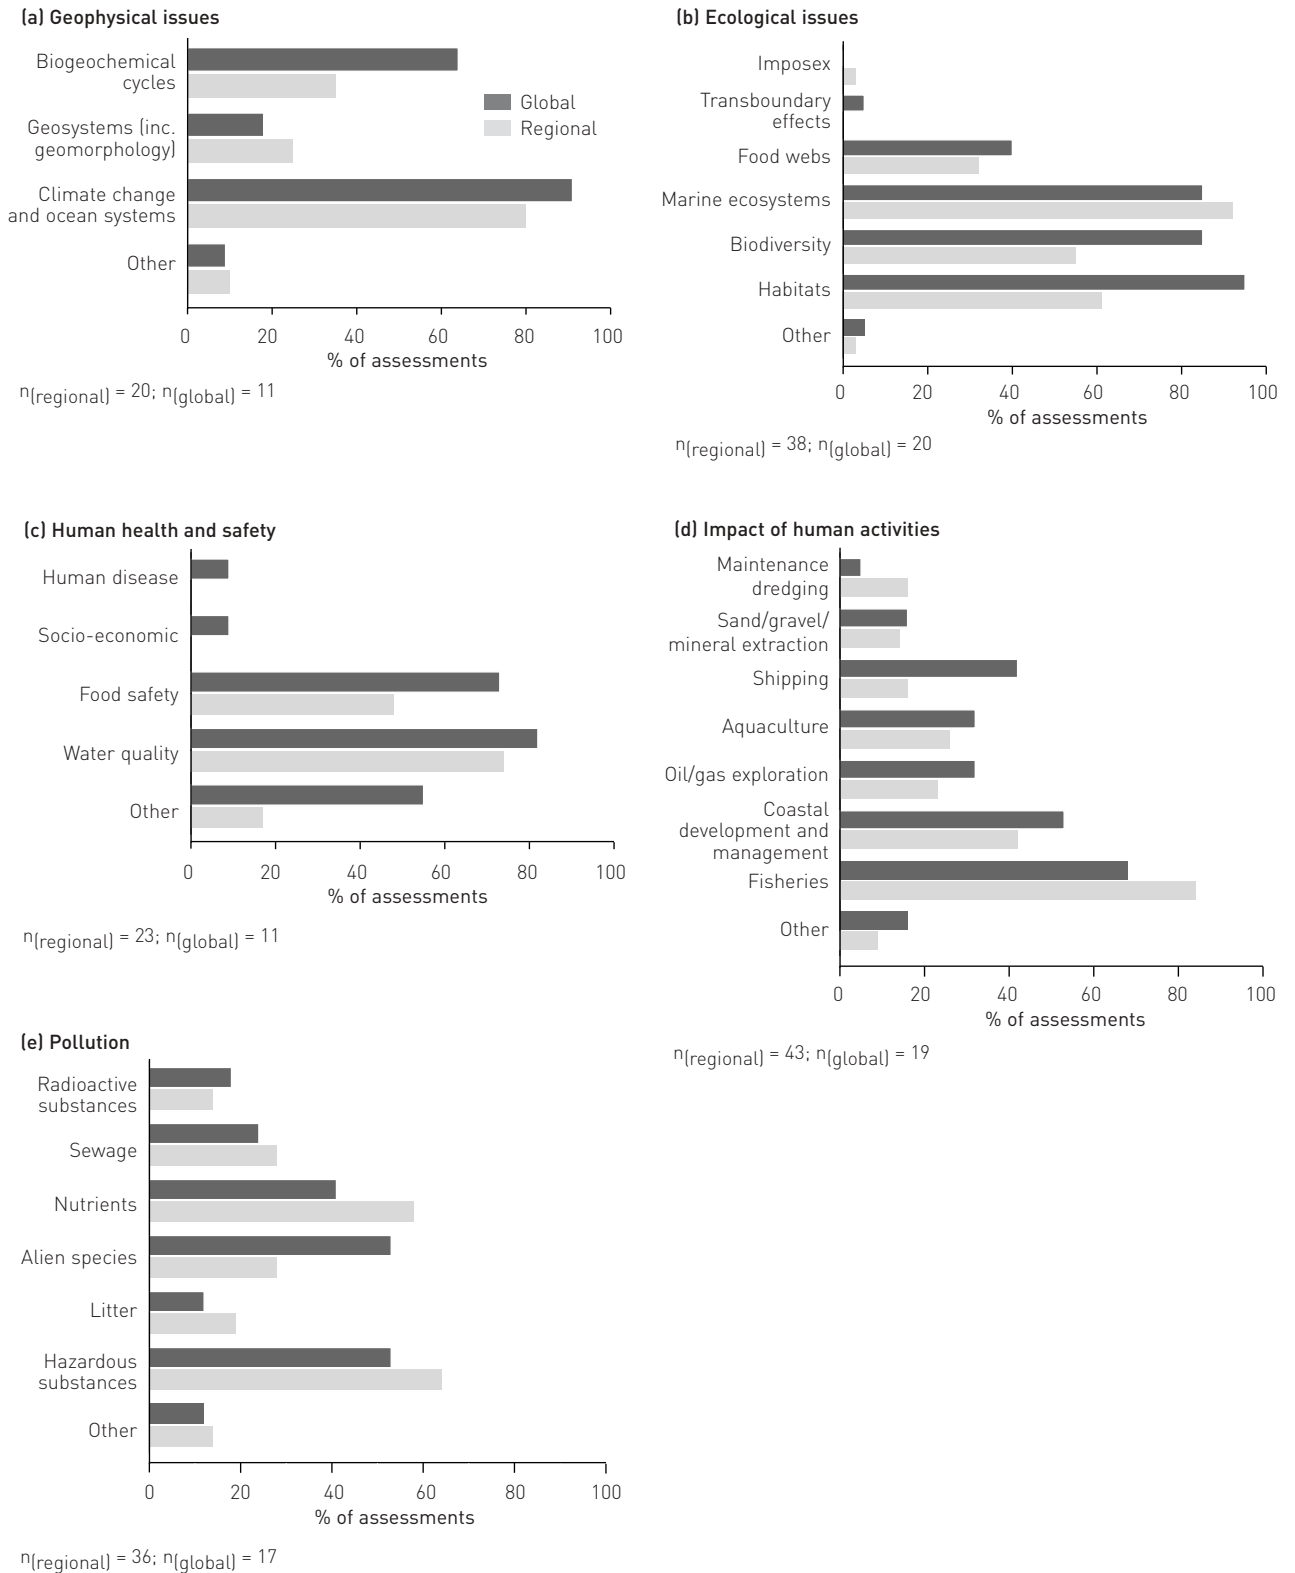 (a) Geophysical issues
Biogeochemical
cycles
Geosystems (inc.
geomorphology)
Climate change
and ocean systems
Other
Global
Regional
0 20 40 60 80 100
% of assessments
n(regional) = 20; n(global) = 11
(b) Ecological issues
Imposex
Transboundary
effects
Food webs
Marine ecosystems
Biodiversity
Habitats
Other
0 20 40 60 80 100
% of assessments
n(regional) = 38; n(global) = 20
(c) Human health and safety
Human disease
Socio-economic
Food safety
Water quality
Other
0 20 40 60 80 100
% of assessments
n(regional) = 23; n(global) = 11
(d) Impact of human activities
Maintenance
dredging
Sand/gravel/
mineral extraction
Shipping
Aquaculture
Oil/gas exploration
Coastal
development and
management
Fisheries
Other
0 20 40 60 80 100
% of assessments
n(regional) = 43; n(global) = 19
(e) Pollution
Radioactive
substances
Sewage
Nutrients
Alien species
Litter
Hazardous
substances
Other
0 20 40 60 80 100
% of assessments
n(regional) = 36; n(global) = 17